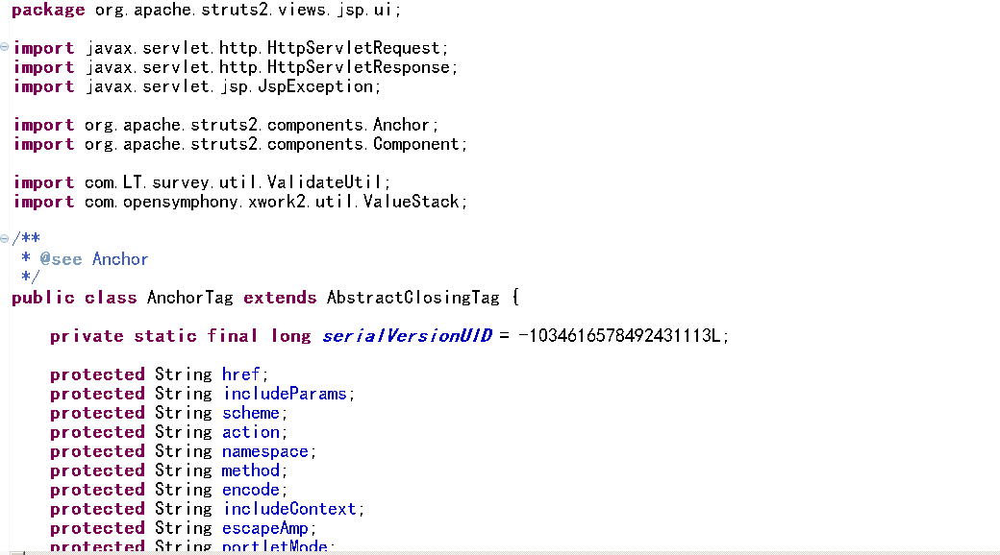 package org.apache.struts2.views.jsp.ui;
import javax.servlet.http.HttpServletRequest;
import javax.servlet.http.HttpServletResponse;
import javax.servlet.jsp.JspException;
import org.apache.struts2.components.Anchor;
import org.apache.struts2.components.Component;
import com.LT.survey.util.ValidateUtil;
import com.opensymphony.xwork2.util.ValueStack;
/**
* @see Anchor
*/
public class AnchorTag extends AbstractClosingTag {
private static final long serialVersionUID = -1034616578492431113L;
protected String href;
protected String includeParams;
protected String scheme;
protected String action;
protected String namespace;
protected String method;
protected String encode;
protected String includeContext;
protected String escapeAmp;
protected String portletMode;